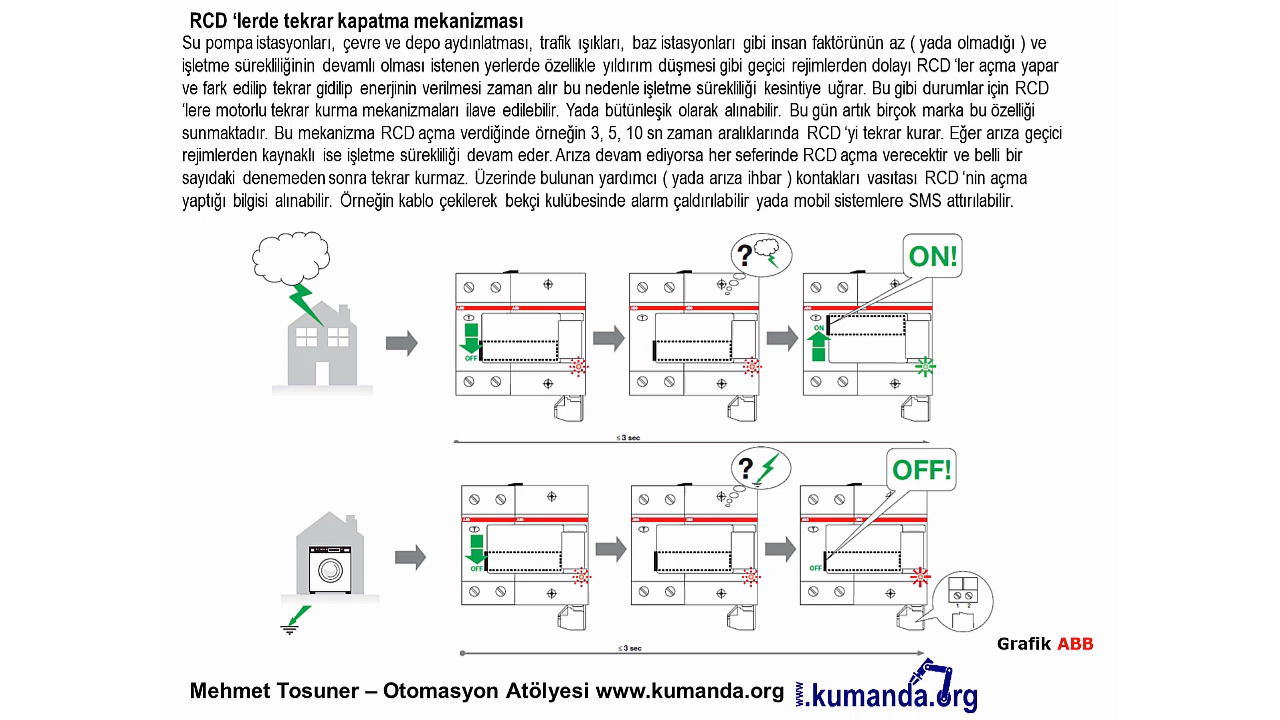 RCD ‘lerde tekrar kapatma mekanizması
Su pompa istasyonları, çevre ve depo aydınlatması, trafik ışıkları, baz istasyonları gibi insan faktörünün az ( yada olmadığı ) ve
işletme sürekliliğinin devamlı olması istenen yerlerde özellikle yıldırım düşmesi gibi geçici rejimlerden dolayı RCD ‘ler açma yapar
ve fark edilip tekrar gidilip enerjinin verilmesi zaman alır bu nedenle işletme sürekliliği kesintiye uğrar. Bu gibi durumlar için RCD
‘lere motorlu tekrar kurma mekanizmaları ilave edilebilir. Yada bütünleşik olarak alınabilir. Bu gün artık birçok marka bu özelliği
sunmaktadır. Bu mekanizma RCD açma verdiğinde örneğin 3, 5, 10 sn zaman aralıklarında RCD ‘yi tekrar kurar. Eğer arıza geçici
rejimlerden kaynaklı ise işletme sürekliliği devam eder. Arıza devam ediyorsa her seferinde RCD açma verecektir ve belli bir
sayıdaki denemeden sonra tekrar kurmaz. Üzerinde bulunan yardımcı ( yada arıza ihbar ) kontakları vasıtası RCD ‘nin açma
yaptığı bilgisi alınabilir. Örneğin kablo çekilerek bekçi kulübesinde alarm çaldırılabilir yada mobil sistemlere SMS attırılabilir.
? ON!
ABB ABB ABB ABB
T T T
OFF ON
≤ 3 sec
? OFF!
ABB ABB ABB ABB
T T T
OFF OFF
1 2
≤ 3 sec
Grafik ABB
Mehmet Tosuner – Otomasyon Atölyesi www.kumanda.org
www.kumanda.org